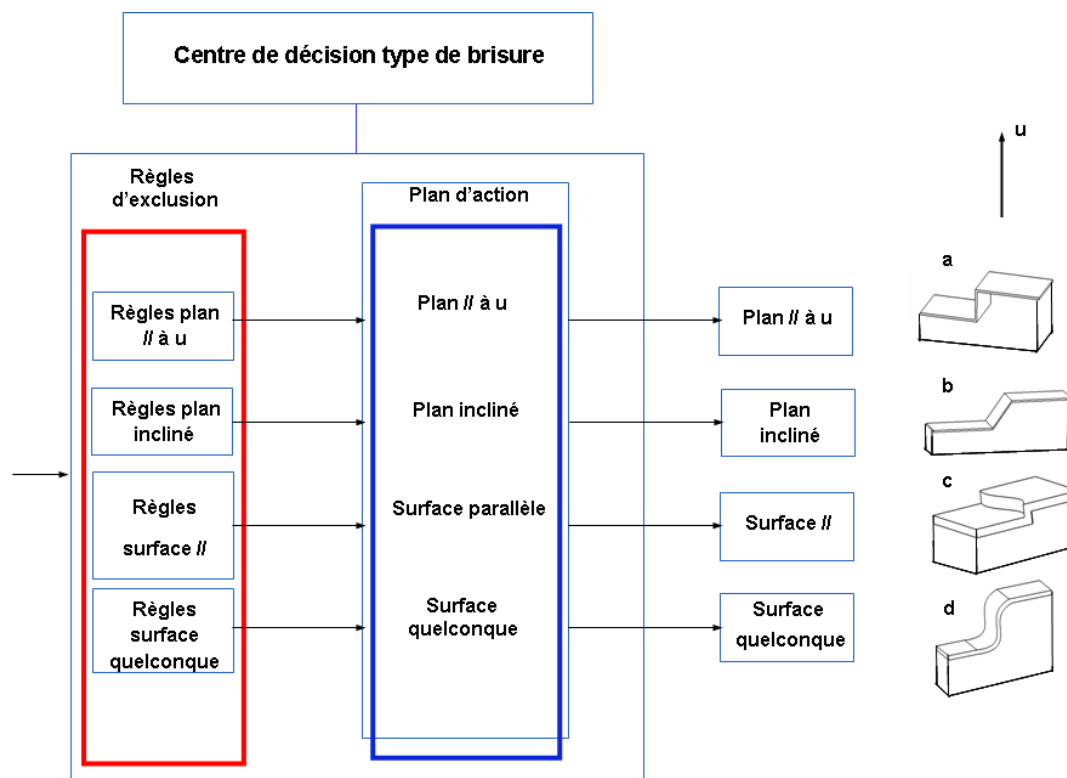 Centre de décision type de brisure
Règles
d'exclusion
Plan d'action
Règles plan
// à u
Plan // à u
Plan // à u
Règles plan
incliné
Plan incliné
Plan
incliné
Règles
surface //
Surface parallèle
Surface //
Règles
surface
quelconque
Surface
quelconque
Surface
quelconque
u
a
b
c
d